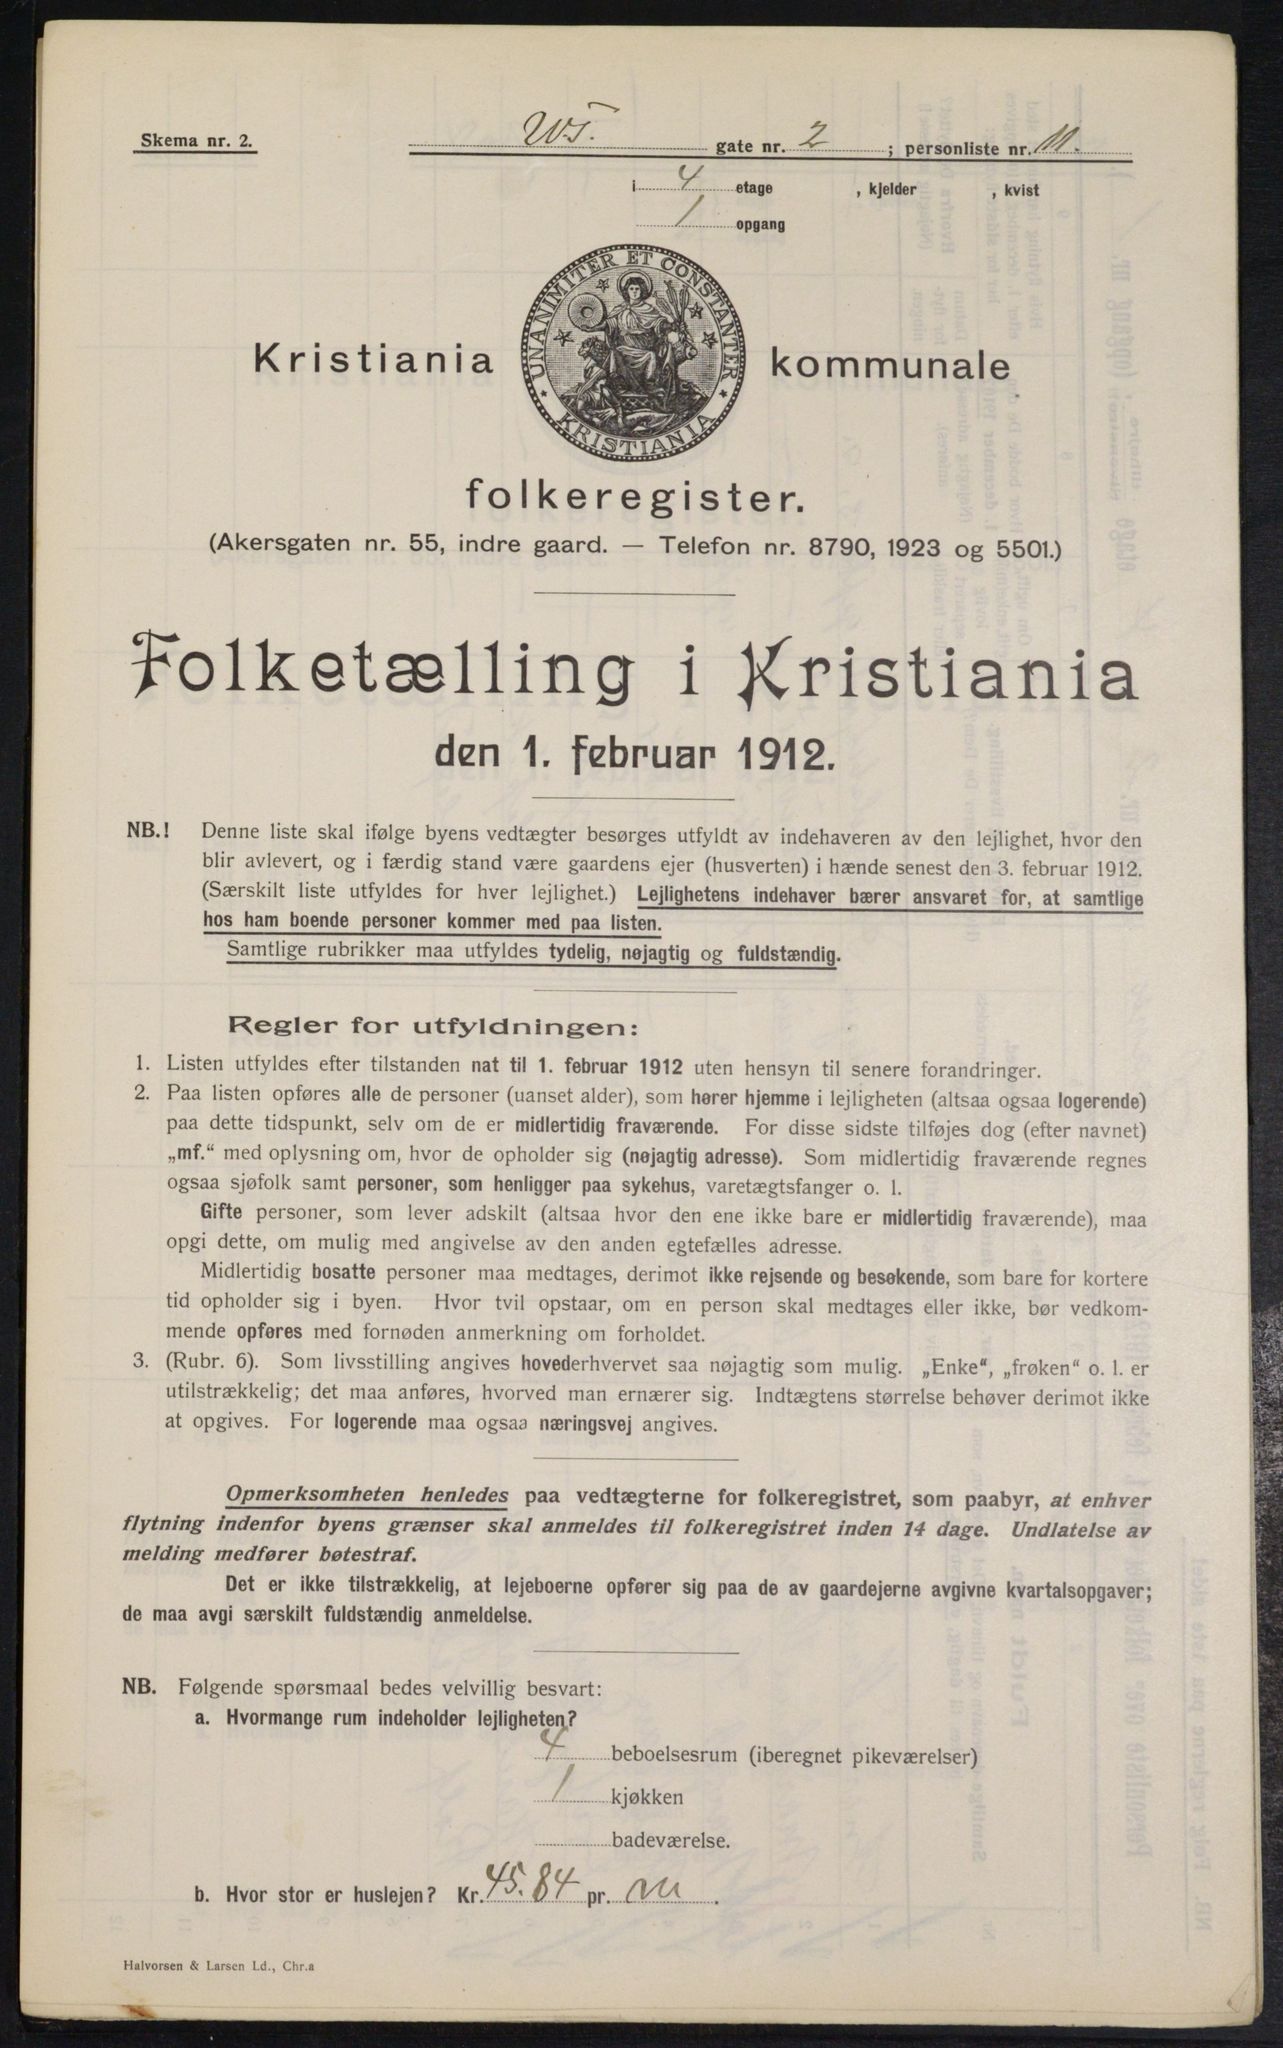 Skema nr. 2.
gate nr. 2 ; personliste nr. 11.
i 4 etage , kjelder , kvist
1 opgang
UNANIMITER ET CONSTANTER
KRISTIANIA
Kristiania kommunale
folkeregister.
(Akersgaten nr. 55, indre gaard. — Telefon nr. 8790, 1923 og 5501.)
Folketælling i Kristiania
den 1. februar 1912.
NB.! Denne liste skal ifølge byens vedtægter besørges utfyldt av indehaveren av den lejlighet, hvor den
blir avlevert, og i færdig stand være gaardens ejer (husverten) i hænde senest den 3. februar 1912.
(Særskilt liste utfyldes for hver lejlighet.) Lejlighetens indehaver bærer ansvaret for, at samtlige
hos ham boende personer kommer med paa listen.
Samtlige rubrikker maa utfyldes tydelig, nøjagtig og fuldstændig.
Regler for utfyldningen:
1. Listen utfyldes efter tilstanden nat til 1. februar 1912 uten hensyn til senere forandringer.
2. Paa listen opføres alle de personer (uanset alder), som hører hjemme i lejligheten (altsaa ogsaa logerende)
paa dette tidspunkt, selv om de er midlertidig fraværende. For disse sidste tilføjes dog (efter navnet)
„mf.“ med oplysning om, hvor de opholder sig (nøjagtig adresse). Som midlertidig fraværende regnes
ogsaa sjøfolk samt personer, som henligger paa sykehus, varetægtsfanger o. l.
Gifte personer, som lever adskilt (altsaa hvor den ene ikke bare er midlertidig fraværende), maa
opgi dette, om mulig med angivelse av den anden egtefælles adresse.
Midlertidig bosatte personer maa medtages, derimot ikke rejsende og besøkende, som bare for kortere
tid opholder sig i byen. Hvor tvil opstaar, om en person skal medtages eller ikke, bør vedkom-
mende opføres med fornøden anmerkning om forholdet.
3. (Rubr. 6). Som livsstilling angives hovederhvervet saa nøjagtig som mulig. „Enke“, „frøken“ o. l. er
utilstrækkelig; det maa anføres, hvorved man ernærer sig. Indtægtens størrelse behøver derimot ikke
at opgives. For logerende maa ogsaa næringsvej angives.
Opmerksomheten henledes paa vedtægterne for folkeregistret, som paabyr, at enhver
flytning indenfor byens grænser skal anmeldes til folkeregistret inden 14 dage. Undlatelse av
melding medfører bøtestraf.
Det er ikke tilstrækkelig, at lejeboerne opfører sig paa de av gaardejerne avgivne kvartalsopgaver;
de maa avgi særskilt fuldstændig anmeldelse.
NB. Følgende spørsmaal bedes velvillig besvart:
a. Hvormange rum indeholder lejligheten?
4 beboelsesrum (iberegnet pikeværelser)
1 kjøkken
badeværelse.
b. Hvor stor er huslejen? Kr. 45.84 pr. m .
Halvorsen & Larsen Ld., Chr.a